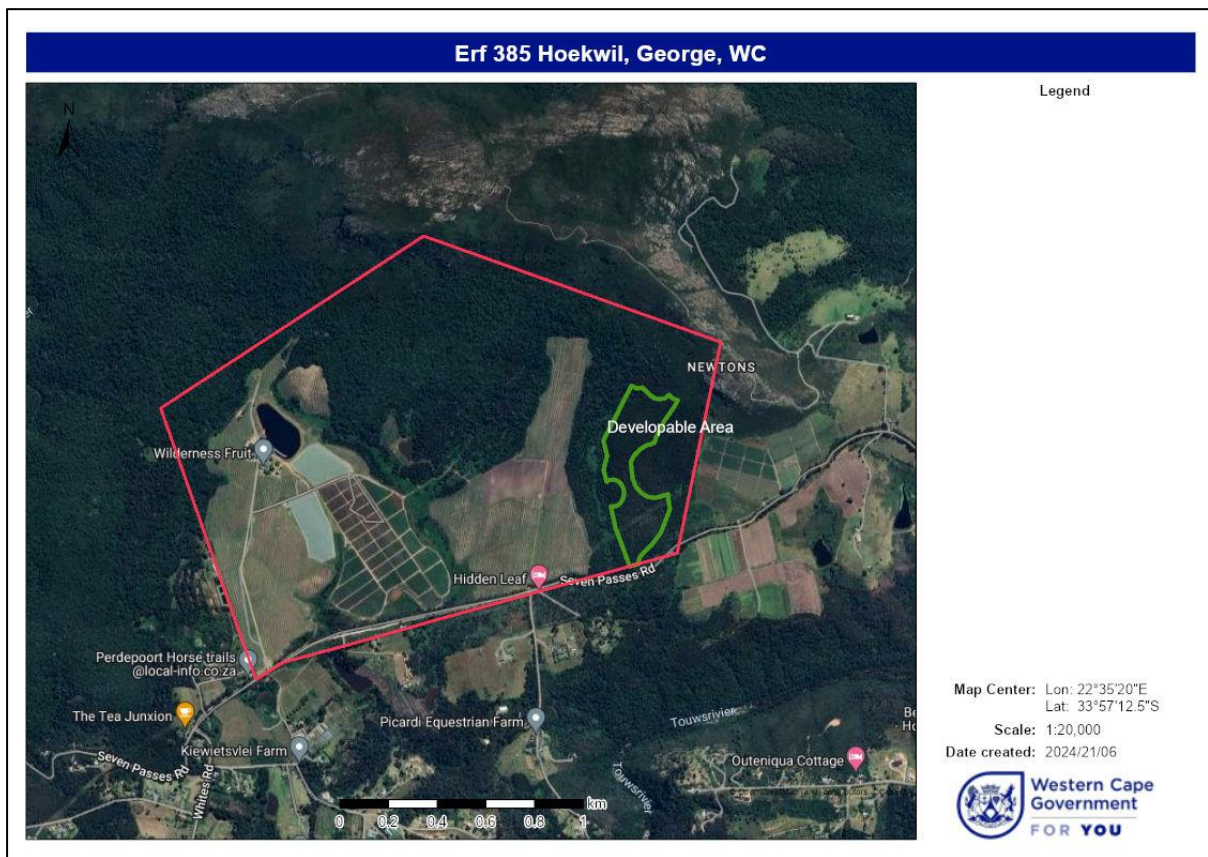 Erf 385 Hoekwil, George, WC
Legend
N
NEWTONS
Developable Area
Wilderness Fruit
Hidden Leaf
Seven Passes Rd
Perdepoort Horse trails
@local-info.co.za
The Tea Junxion
Picardi Equestrian Farm
Touwsrivier
Kiewietsvlei Farm
Seven Passes Rd
Whites Rd
Touwsrivier
Outeniqua Cottage
km
0 0.2 0.4 0.6 0.8 1
Map Center: Lon: 22°35'20"E
Lat: 33°57'12.5"S
Scale: 1:20,000
Date created: 2024/21/06
Western Cape
Government
FOR YOU